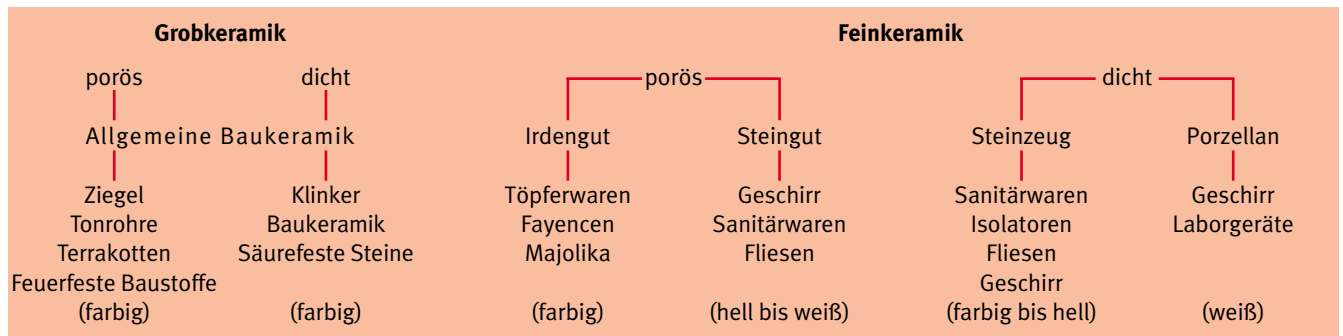 Grobkeramik Feinkeramik
porös dicht porös dicht
Allgemeine Baukeramik Irdengut Steingut Steinzeug Porzellan
Ziegel Klinker Töpferwaren Geschirr Sanitärwaren Geschirr
Tonrohre Baukeramik Fayencen Sanitärwaren Isolatoren Laborgeräte
Terrakotten Säurefeste Steine Majolika Fliesen Fliesen
Feuerfeste Baustoffe Geschirr
(farbig) (farbig) (farbig) (hell bis weiß) (farbig bis hell) (weiß)